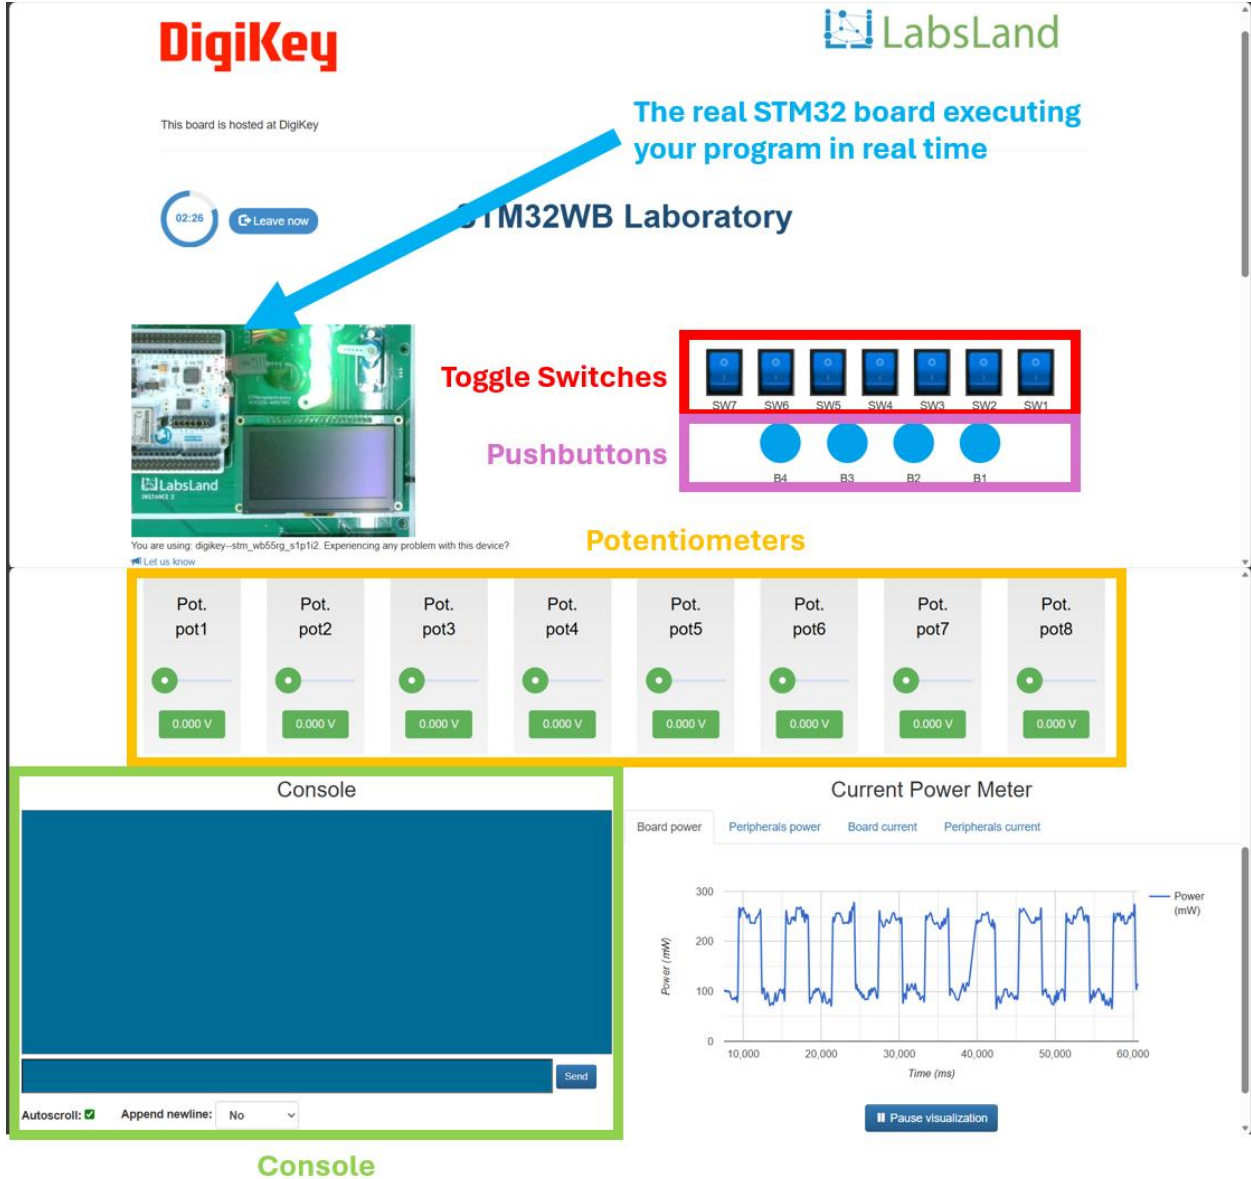 DigiKey
LabsLand
This board is hosted at DigiKey
The real STM32 board executing
your program in real time
02:26
Leave now
STM32WB Laboratory
LabsLand
INSTANCE 2
Toggle Switches
SW7 SW6 SW5 SW4 SW3 SW2 SW1
Pushbuttons
B4 B3 B2 B1
You are using: digikey--stm_wb55rg_s1p1i2. Experiencing any problem with this device?
Let us know
Potentiometers
Pot. Pot. Pot. Pot. Pot. Pot. Pot. Pot.
pot1 pot2 pot3 pot4 pot5 pot6 pot7 pot8
0.000 V 0.000 V 0.000 V 0.000 V 0.000 V 0.000 V 0.000 V 0.000 V
Console
Send
Autoscroll: Append newline: No
Console
Current Power Meter
Board power Peripherals power Board current Peripherals current
300
200
100
0
Power (mW)
10,000 20,000 30,000 40,000 50,000 60,000
Time (ms)
Power
(mW)
Pause visualization